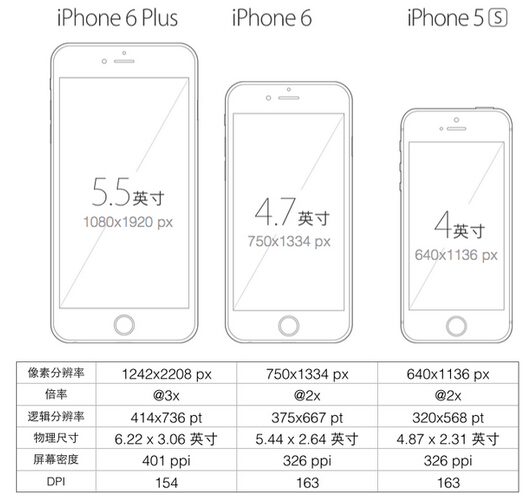 iPhone 6 Plus iPhone 6 iPhone 5 S
5.5英寸
1080x1920 px
4.7英寸
750x1334 px
4英寸
640x1136 px
像素分辨率 1242x2208 px 750x1334 px 640x1136 px
倍率 @3x @2x @2x
逻辑分辨率 414x736 pt 375x667 pt 320x568 pt
物理尺寸 6.22 x 3.06 英寸 5.44 x 2.64 英寸 4.87 x 2.31 英寸
屏幕密度 401 ppi 326 ppi 326 ppi
DPI 154 163 163